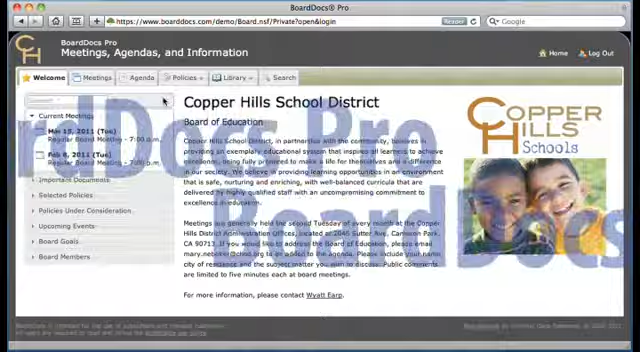 BoardDocs® Pro
https://www.boarddocs.com/demo/Board.nsf/Private?open&login
Reader
Google
BoardDocs Pro
Meetings, Agendas, and Information
Home
Log Out
Welcome
Meetings
Agenda
Policies
Library
Search
Current Meetings
Mar 15, 2011 (Tue)
Regular Board Meeting - 7:00 p.m.
Feb 8, 2011 (Tue)
Regular Board Meeting - 7:00 p.m.
Important Documents
Selected Policies
Policies Under Consideration
Upcoming Events
Board Goals
Board Members
Copper Hills School District
Board of Education
Copper Hills School District, in partnership with the community, believes in
providing an exemplary educational system that inspires all learners to achieve
excellence, being fully prepared to make a life for themselves and a difference
in our society. We believe in providing learning opportunities in an environment
that is safe, nurturing and enriching, with well-balanced curricula that are
delivered by highly qualified staff with an uncompromising commitment to
excellence in education.
Meetings are generally held the second Tuesday of every month at the Copper
Hills District Administration Office, located at 2045 Sutter Ave, Cameron Park,
CA 90713. If you would like to address the Board of Education, please email
to be added to the agenda. Please include your name,
city of residence and the subject matter you wish to discuss. Public comments
are limited to five minutes each at board meetings.
For more information, please contact Wyatt Earp.
COPPER
HILLS
Schools
rdDocs Pro
BoardDocs